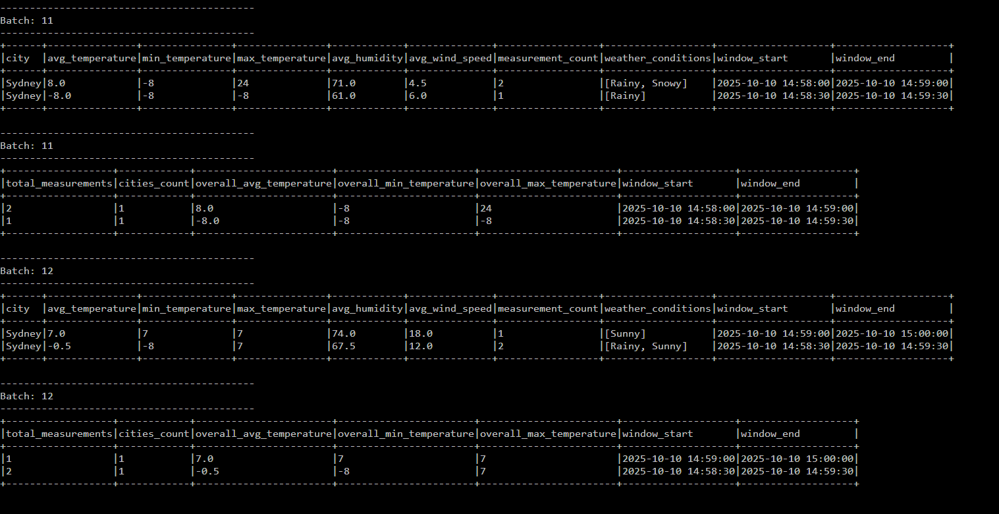 -------------------------------------------
Batch: 11
-------------------------------------------
+------+---------------+---------------+---------------+------------+--------------+-----------------+------------------+-------------------+-------------------+
|city  |avg_temperature|min_temperature|max_temperature|avg_humidity|avg_wind_speed|measurement_count|weather_conditions|window_start       |window_end         |
+------+---------------+---------------+---------------+------------+--------------+-----------------+------------------+-------------------+-------------------+
|Sydney|8.0            |-8             |24             |71.0        |4.5           |2                |[Rainy, Snowy]    |2025-10-10 14:58:00|2025-10-10 14:59:00|
|Sydney|-8.0           |-8             |-8             |61.0        |6.0           |1                |[Rainy]           |2025-10-10 14:58:30|2025-10-10 14:59:30|
+------+---------------+---------------+---------------+------------+--------------+-----------------+------------------+-------------------+-------------------+

-------------------------------------------
Batch: 11
-------------------------------------------
+------------------+------------+-----------------------+-----------------------+-----------------------+-------------------+-------------------+
|total_measurements|cities_count|overall_avg_temperature|overall_min_temperature|overall_max_temperature|window_start       |window_end         |
+------------------+------------+-----------------------+-----------------------+-----------------------+-------------------+-------------------+
|2                 |1           |8.0                    |-8                     |24                     |2025-10-10 14:58:00|2025-10-10 14:59:00|
|1                 |1           |-8.0                   |-8                     |-8                     |2025-10-10 14:58:30|2025-10-10 14:59:30|
+------------------+------------+-----------------------+-----------------------+-----------------------+-------------------+-------------------+

-------------------------------------------
Batch: 12
-------------------------------------------
+------+---------------+---------------+---------------+------------+--------------+-----------------+------------------+-------------------+-------------------+
|city  |avg_temperature|min_temperature|max_temperature|avg_humidity|avg_wind_speed|measurement_count|weather_conditions|window_start       |window_end         |
+------+---------------+---------------+---------------+------------+--------------+-----------------+------------------+-------------------+-------------------+
|Sydney|7.0            |7              |7              |74.0        |18.0          |1                |[Sunny]           |2025-10-10 14:59:00|2025-10-10 15:00:00|
|Sydney|-0.5           |-8             |7              |67.5        |12.0          |2                |[Rainy, Sunny]    |2025-10-10 14:58:30|2025-10-10 14:59:30|
+------+---------------+---------------+---------------+------------+--------------+-----------------+------------------+-------------------+-------------------+

-------------------------------------------
Batch: 12
-------------------------------------------
+------------------+------------+-----------------------+-----------------------+-----------------------+-------------------+-------------------+
|total_measurements|cities_count|overall_avg_temperature|overall_min_temperature|overall_max_temperature|window_start       |window_end         |
+------------------+------------+-----------------------+-----------------------+-----------------------+-------------------+-------------------+
|1                 |1           |7.0                    |7                      |7                      |2025-10-10 14:59:00|2025-10-10 15:00:00|
|2                 |1           |-0.5                   |-8                     |7                      |2025-10-10 14:58:30|2025-10-10 14:59:30|
+------------------+------------+-----------------------+-----------------------+-----------------------+-------------------+-------------------+